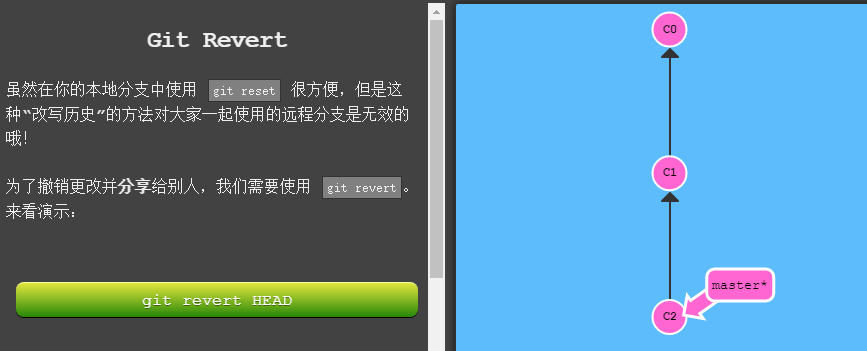 Git Revert
虽然在你的本地分支中使用 git reset 很方便，但是这
种“改写历史”的方法对大家一起使用的远程分支是无效的
哦！
为了撤销更改并分享给别人，我们需要使用 git revert。
来看演示：
git revert HEAD
C0
C1
master*
C2